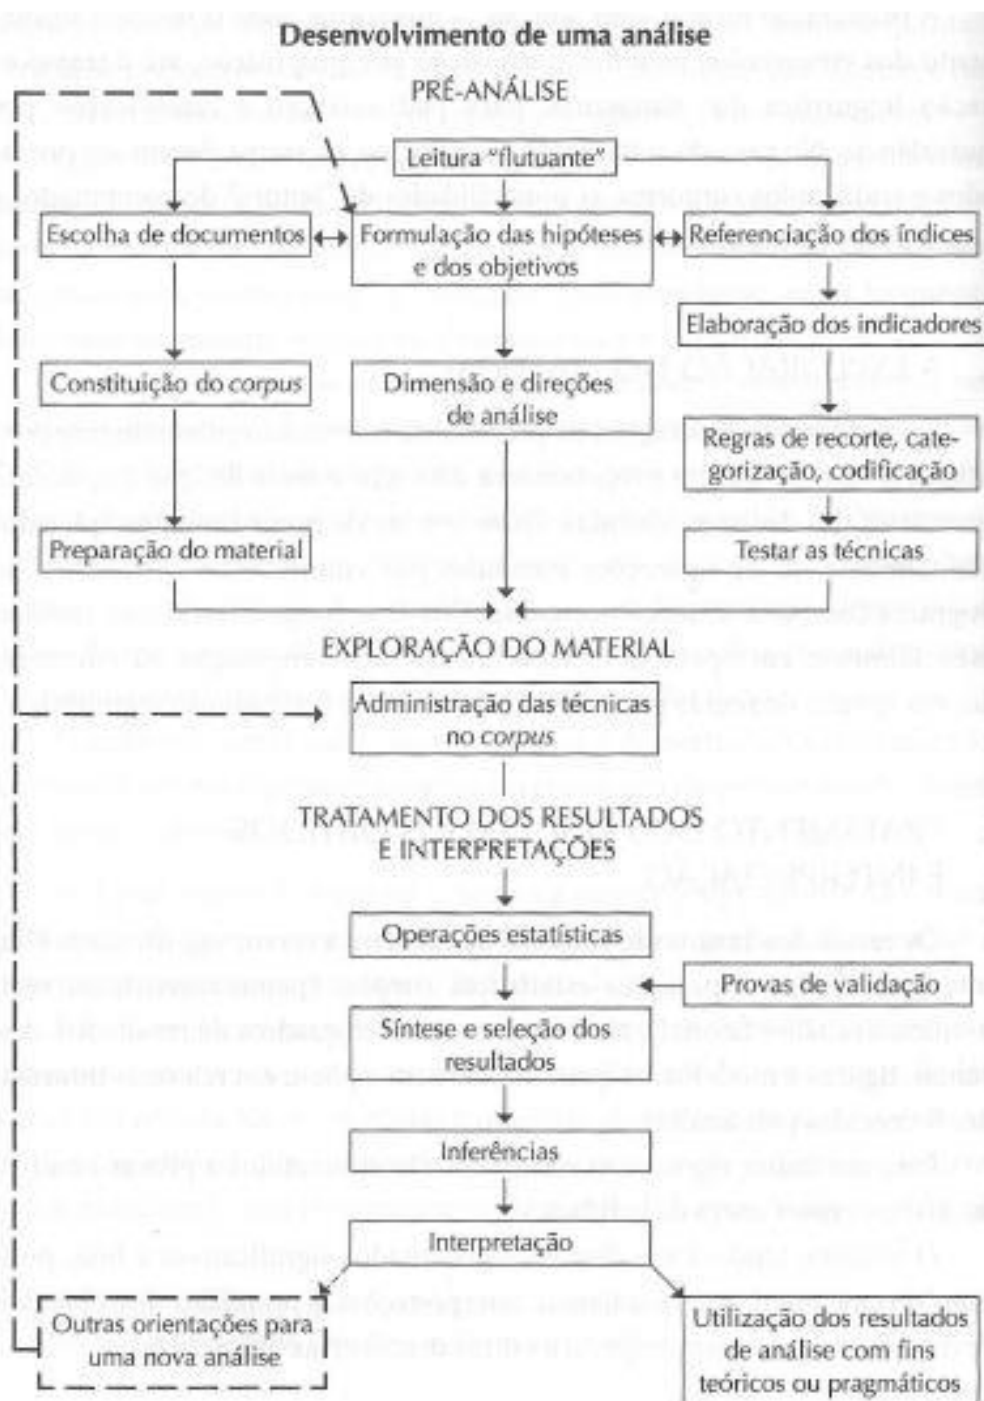 Desenvolvimento de uma análise
PRÉ-ANÁLISE
Leitura "flutuante"
Escolha de documentos
Formulação das hipóteses
e dos objetivos
Referenciação dos índices
Elaboração dos indicadores
Constituição do corpus
Dimensão e direções
de análise
Regras de recorte, cate-
gorização, codificação
Preparação do material
Testar as técnicas
EXPLORAÇÃO DO MATERIAL
Administração das técnicas
no corpus
TRATAMENTO DOS RESULTADOS
E INTERPRETAÇÕES
Operações estatísticas
Provas de validação
Síntese e seleção dos
resultados
Inferências
Interpretação
Outras orientações para
uma nova análise
Utilização dos resultados
de análise com fins
teóricos ou pragmáticos